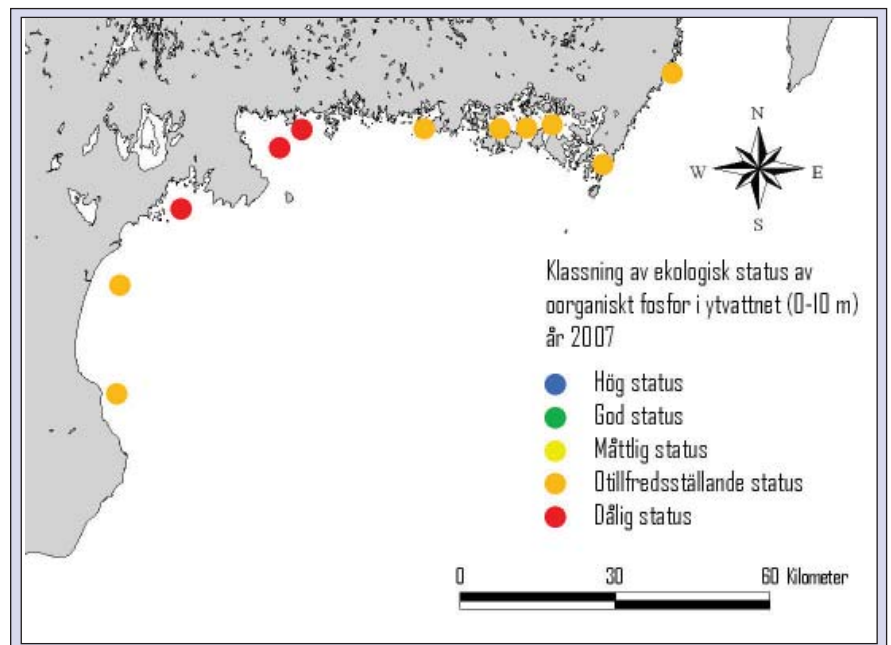 N
W E
S
Klassning av ekologisk status av
oorganiskt fosfor i ytvattnet (0-10 m)
år 2007
Hög status
God status
Måttlig status
Otillfredsställande status
Dålig status
0 30 60 Kilometer